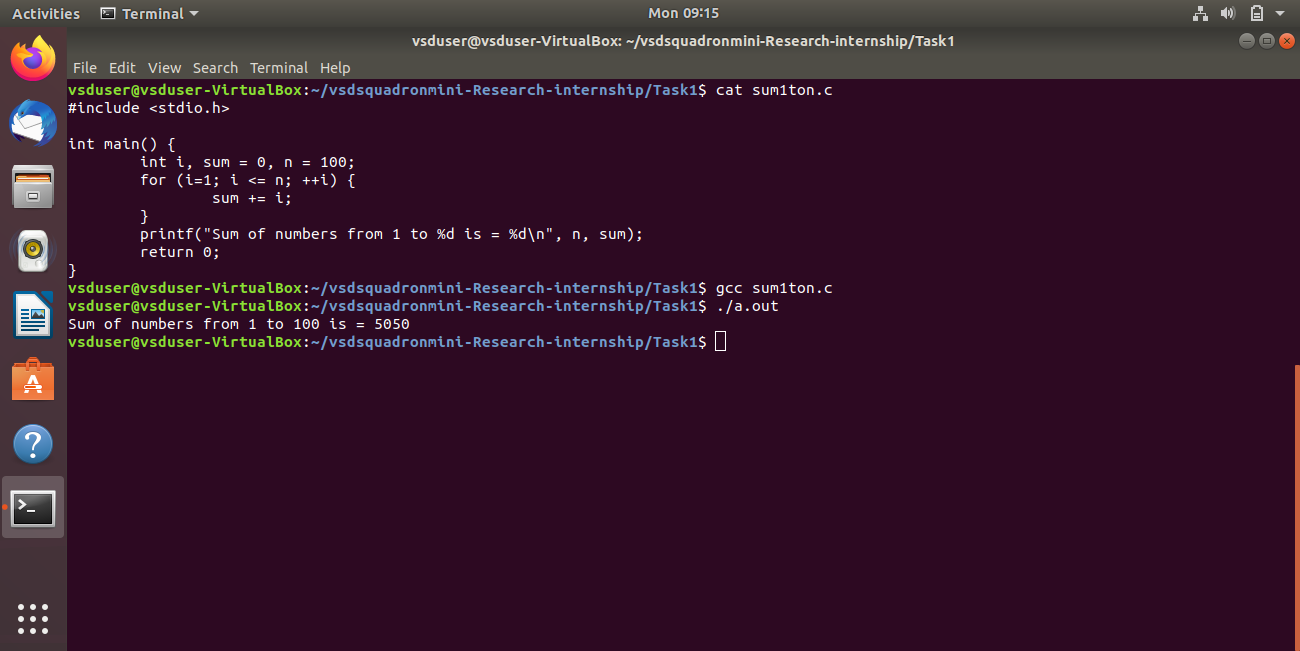 Activities Terminal Mon 09:15
vsduser@vsduser-VirtualBox: ~/vsdsquadronmini-Research-internship/Task1
File Edit View Search Terminal Help
vsduser@vsduser-VirtualBox:~/vsdsquadronmini-Research-internship/Task1$ cat sum1ton.c
#include <stdio.h>

int main() {
        int i, sum = 0, n = 100;
        for (i=1; i <= n; ++i) {
                sum += i;
        }
        printf("Sum of numbers from 1 to %d is = %d\n", n, sum);
        return 0;
}
vsduser@vsduser-VirtualBox:~/vsdsquadronmini-Research-internship/Task1$ gcc sum1ton.c
vsduser@vsduser-VirtualBox:~/vsdsquadronmini-Research-internship/Task1$ ./a.out
Sum of numbers from 1 to 100 is = 5050
vsduser@vsduser-VirtualBox:~/vsdsquadronmini-Research-internship/Task1$